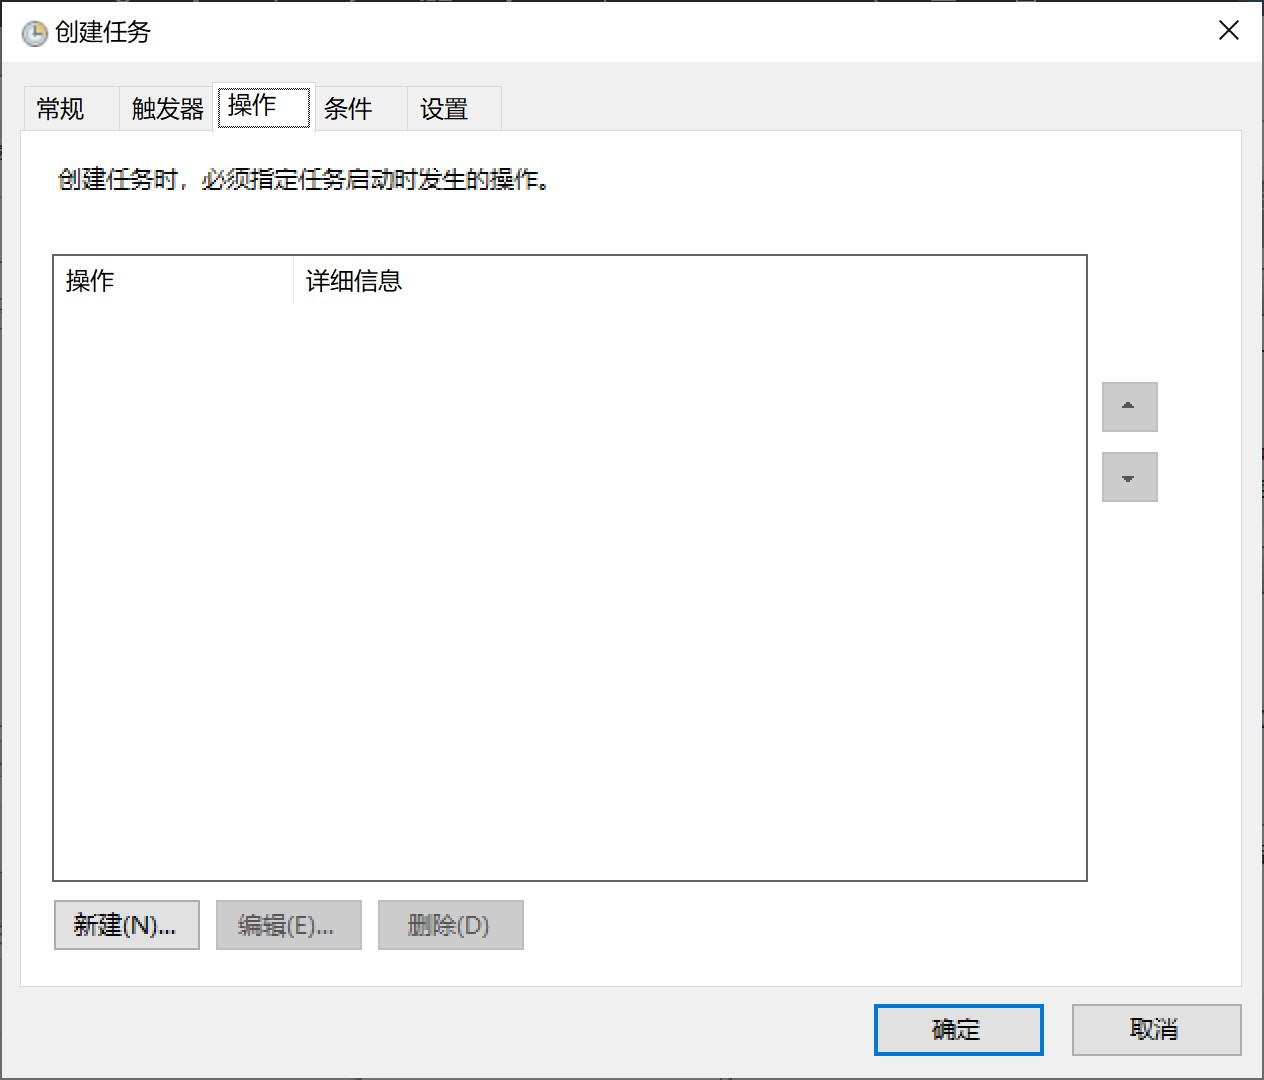 创建任务
常规 触发器 操作 条件 设置
创建任务时，必须指定任务启动时发生的操作。
操作 详细信息
新建(N)... 编辑(E)... 删除(D)
确定 取消